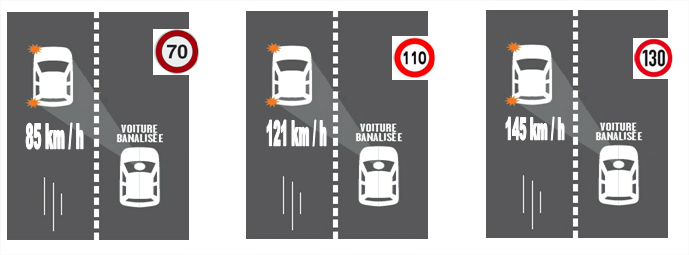 70
85 km / h
VOITURE
BANALISÉE
110
121 km / h
VOITURE
BANALISÉE
130
145 km / h
VOITURE
BANALISÉE